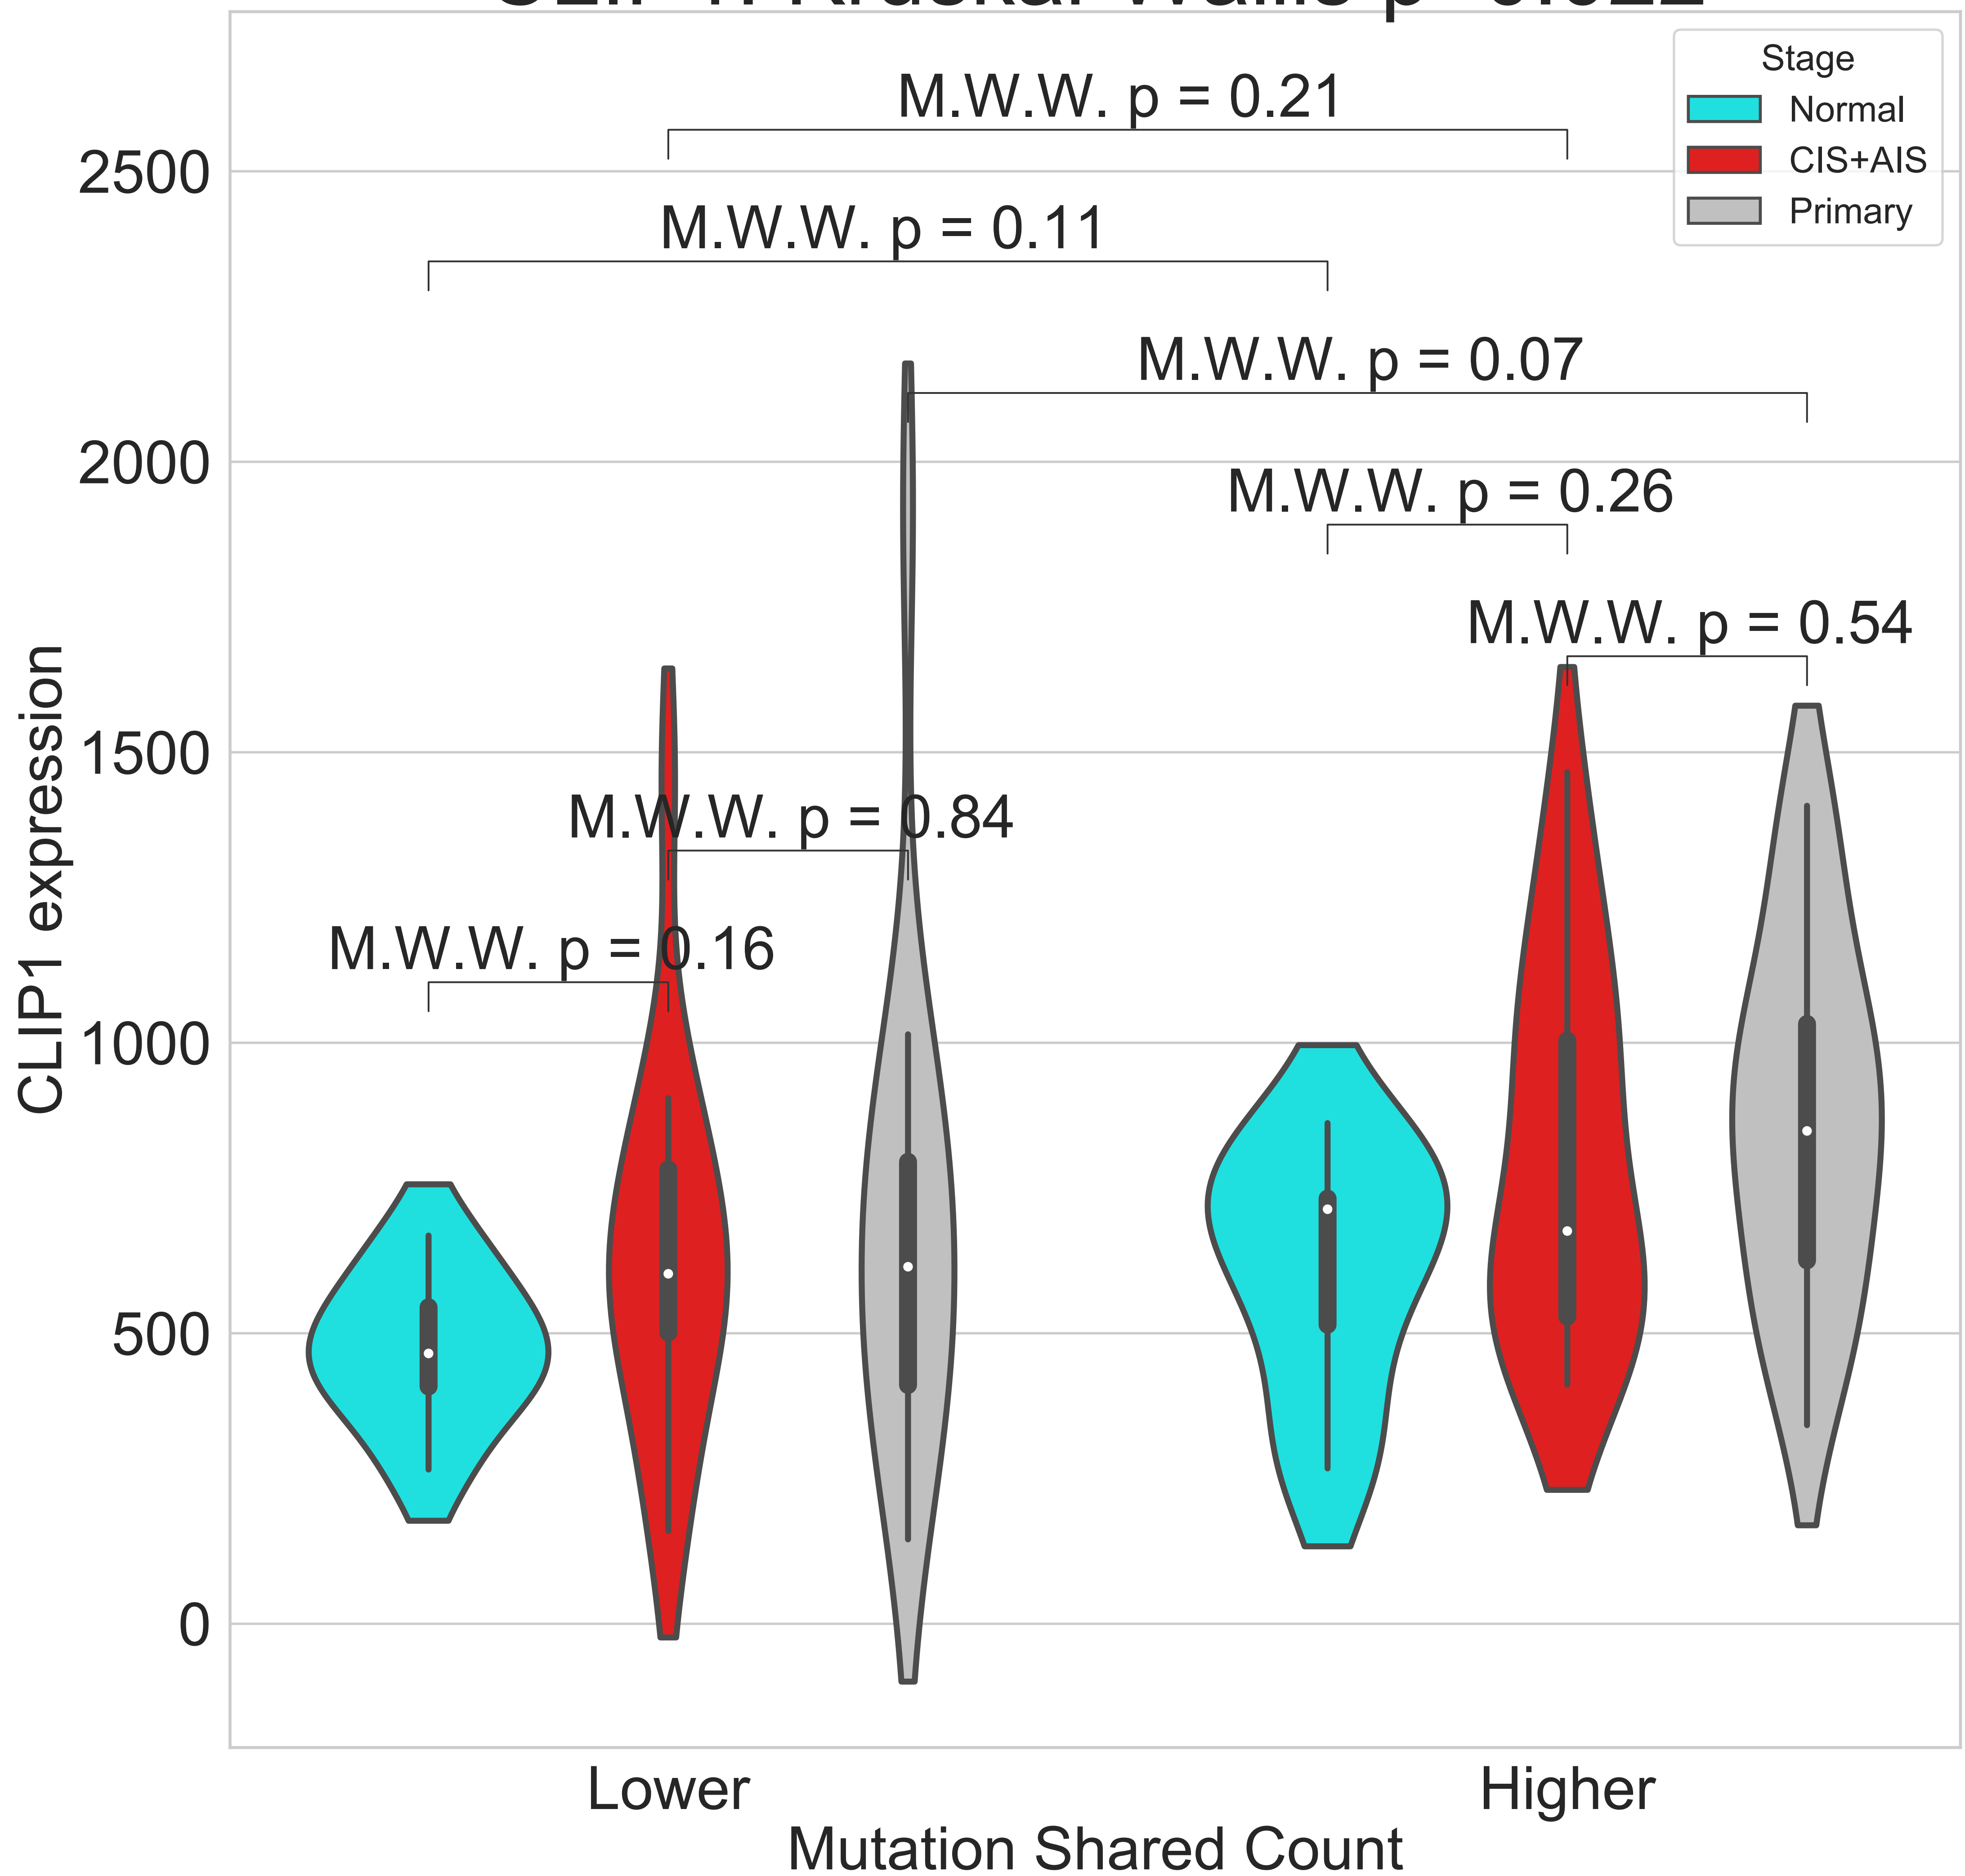 Stage
Normal
CIS+AIS
Primary
M.W.W. p = 0.21
M.W.W. p = 0.11
M.W.W. p = 0.07
M.W.W. p = 0.26
M.W.W. p = 0.54
M.W.W. p = 0.84
M.W.W. p = 0.16
2500
2000
1500
1000
500
0
CLIP1 expression
Lower
Higher
Mutation Shared Count